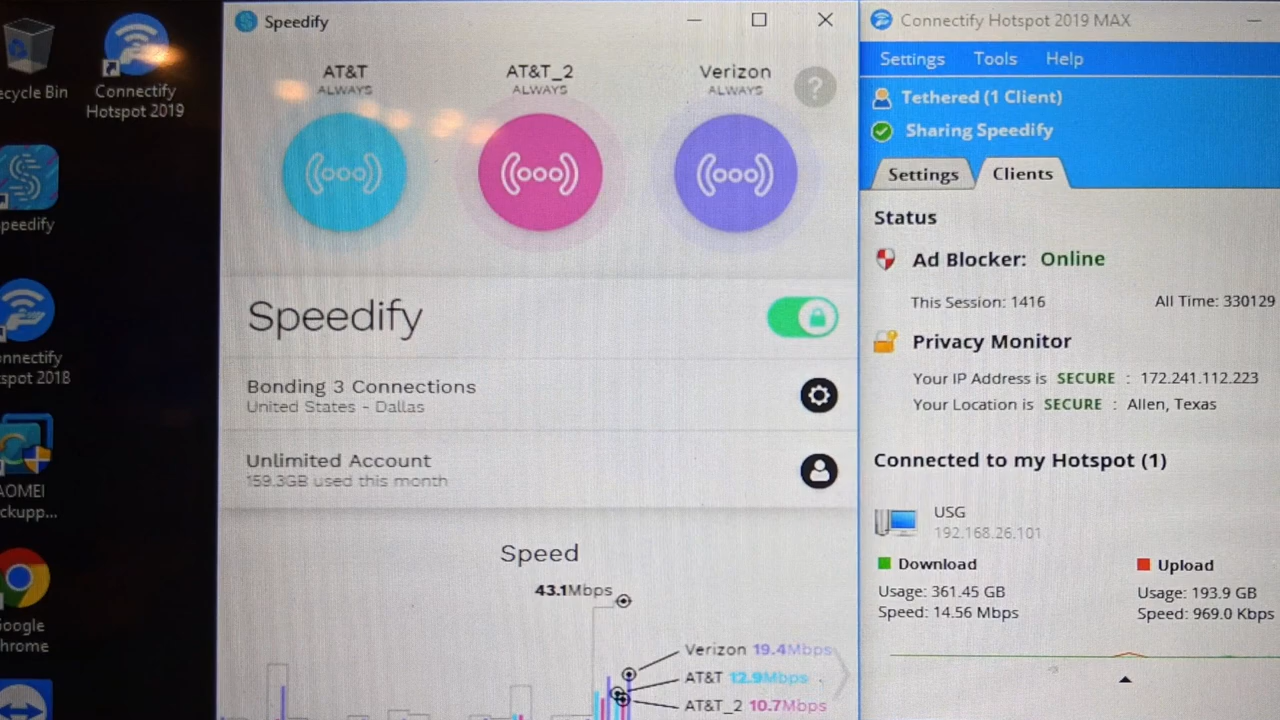 ecycle Bin
Connectify
Hotspot 2019
peedify
nnectify
spot 2018
AOMEI
ckupp...
Google
hrome
Speedify
AT&T
ALWAYS
AT&T_2
ALWAYS
Verizon
ALWAYS
?
Speedify
Bonding 3 Connections
United States - Dallas
Unlimited Account
159.3GB used this month
Speed
43.1Mbps
Verizon 19.4Mbps
AT&T 12.9Mbps
AT&T_2 10.7Mbps
Connectify Hotspot 2019 MAX
Settings Tools Help
Tethered (1 Client)
Sharing Speedify
Settings Clients
Status
Ad Blocker: Online
This Session: 1416 All Time: 330129
Privacy Monitor
Your IP Address is SECURE : 172.241.112.223
Your Location is SECURE : Allen, Texas
Connected to my Hotspot (1)
USG
192.168.26.101
Download Upload
Usage: 361.45 GB Usage: 193.9 GB
Speed: 14.56 Mbps Speed: 969.0 Kbps